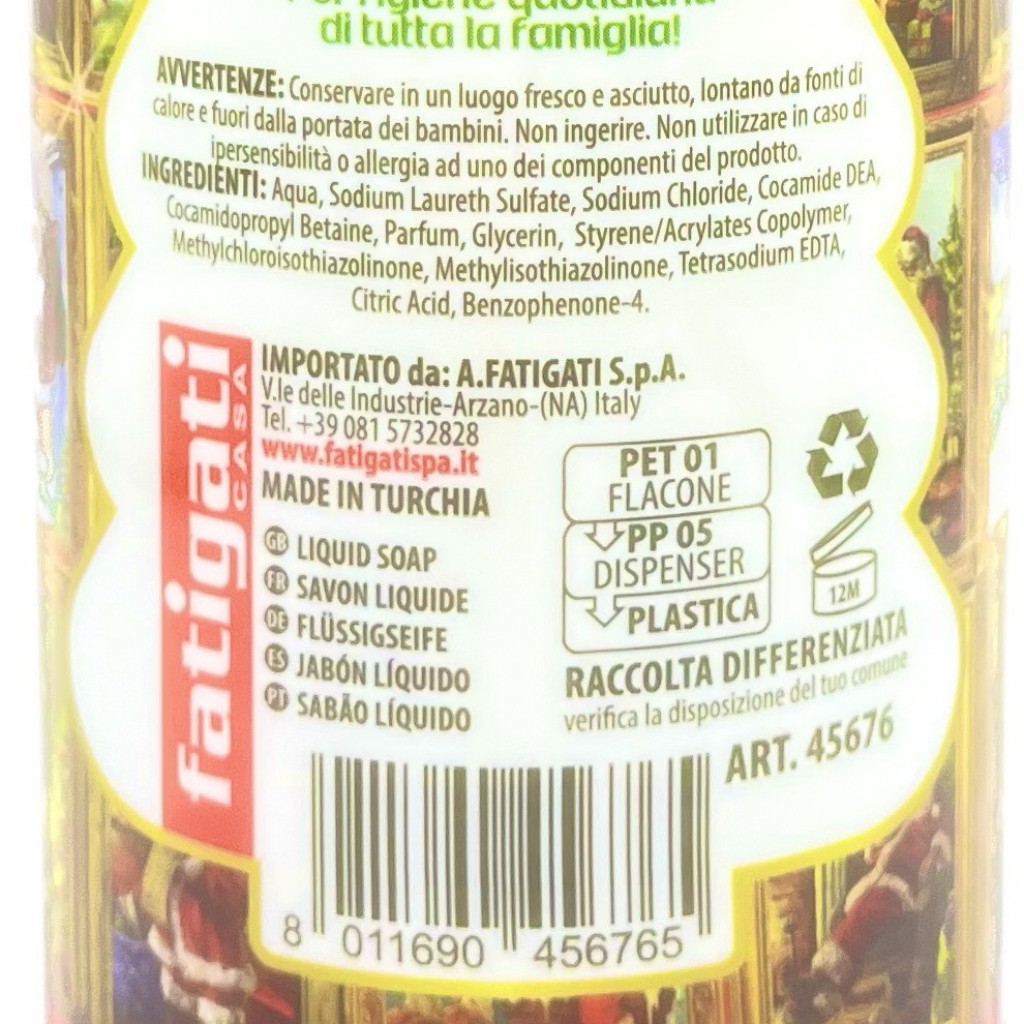 Per l'igiene quotidiana
di tutta la famiglia!
AVVERTENZE: Conservare in un luogo fresco e asciutto, lontano da fonti di
calore e fuori dalla portata dei bambini. Non ingerire. Non utilizzare in caso di
ipersensibilità o allergia ad uno dei componenti del prodotto.
INGREDIENTI: Aqua, Sodium Laureth Sulfate, Sodium Chloride, Cocamide DEA,
Cocamidopropyl Betaine, Parfum, Glycerin, Styrene/Acrylates Copolymer,
Methylchloroisothiazolinone, Methylisothiazolinone, Tetrasodium EDTA,
Citric Acid, Benzophenone-4.
fatigati
CASA
IMPORTATO da: A.FATIGATI S.p.A.
V.le delle Industrie-Arzano-(NA) Italy
Tel. +39 081 5732828
www.fatigatispa.it
MADE IN TURCHIA
GB LIQUID SOAP
FR SAVON LIQUIDE
DE FLÜSSIGSEIFE
ES JABÓN LÍQUIDO
PT SABÃO LÍQUIDO
PET 01
FLACONE
PP 05
DISPENSER
PLASTICA
12M
RACCOLTA DIFFERENZIATA
verifica la disposizione del tuo comune
ART. 45676
8 011690 456765